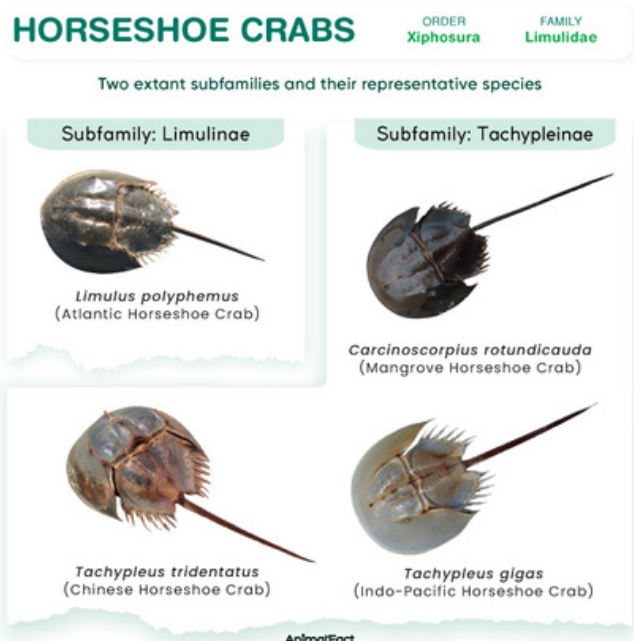 HORSESHOE CRABS
ORDER
Xiphosura
FAMILY
Limulidae
Two extant subfamilies and their representative species
Subfamily: Limulinae
Subfamily: Tachypleinae
Limulus polyphemus
(Atlantic Horseshoe Crab)
Carcinoscorpius rotundicauda
(Mangrove Horseshoe Crab)
Tachypleus tridentatus
(Chinese Horseshoe Crab)
Tachypleus gigas
(Indo-Pacific Horseshoe Crab)
AnimalFact